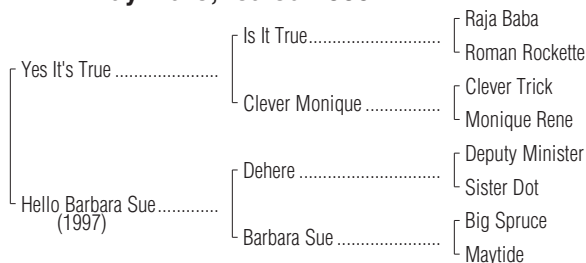 Raja Baba
Is It True
Roman Rockette
Yes It's True
Clever Trick
Clever Monique
Monique Rene
Deputy Minister
Dehere
Sister Dot
Hello Barbara Sue
(1997)
Big Spruce
Barbara Sue
Maytide